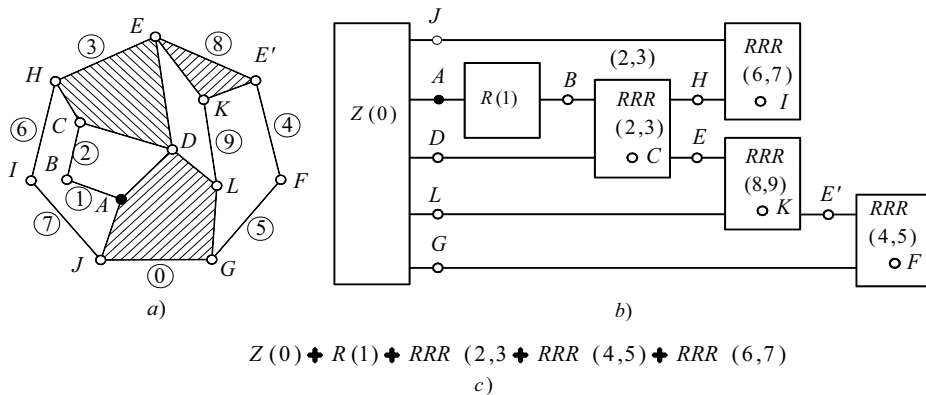 E
3
8
E'
H
K
C
D
4
6
2
9
B
I
L
F
1
A
7
5
J
0
G
a)
J
(2,3)
RRR
(6,7)
I
A
B
H
Z(0)
R(1)
RRR
(2,3)
C
D
E
RRR
(8,9)
K
L
E'
RRR
(4,5)
F
G
b)
Z(0) + R(1) + RRR (2,3 + RRR (4,5) + RRR (6,7)
c)